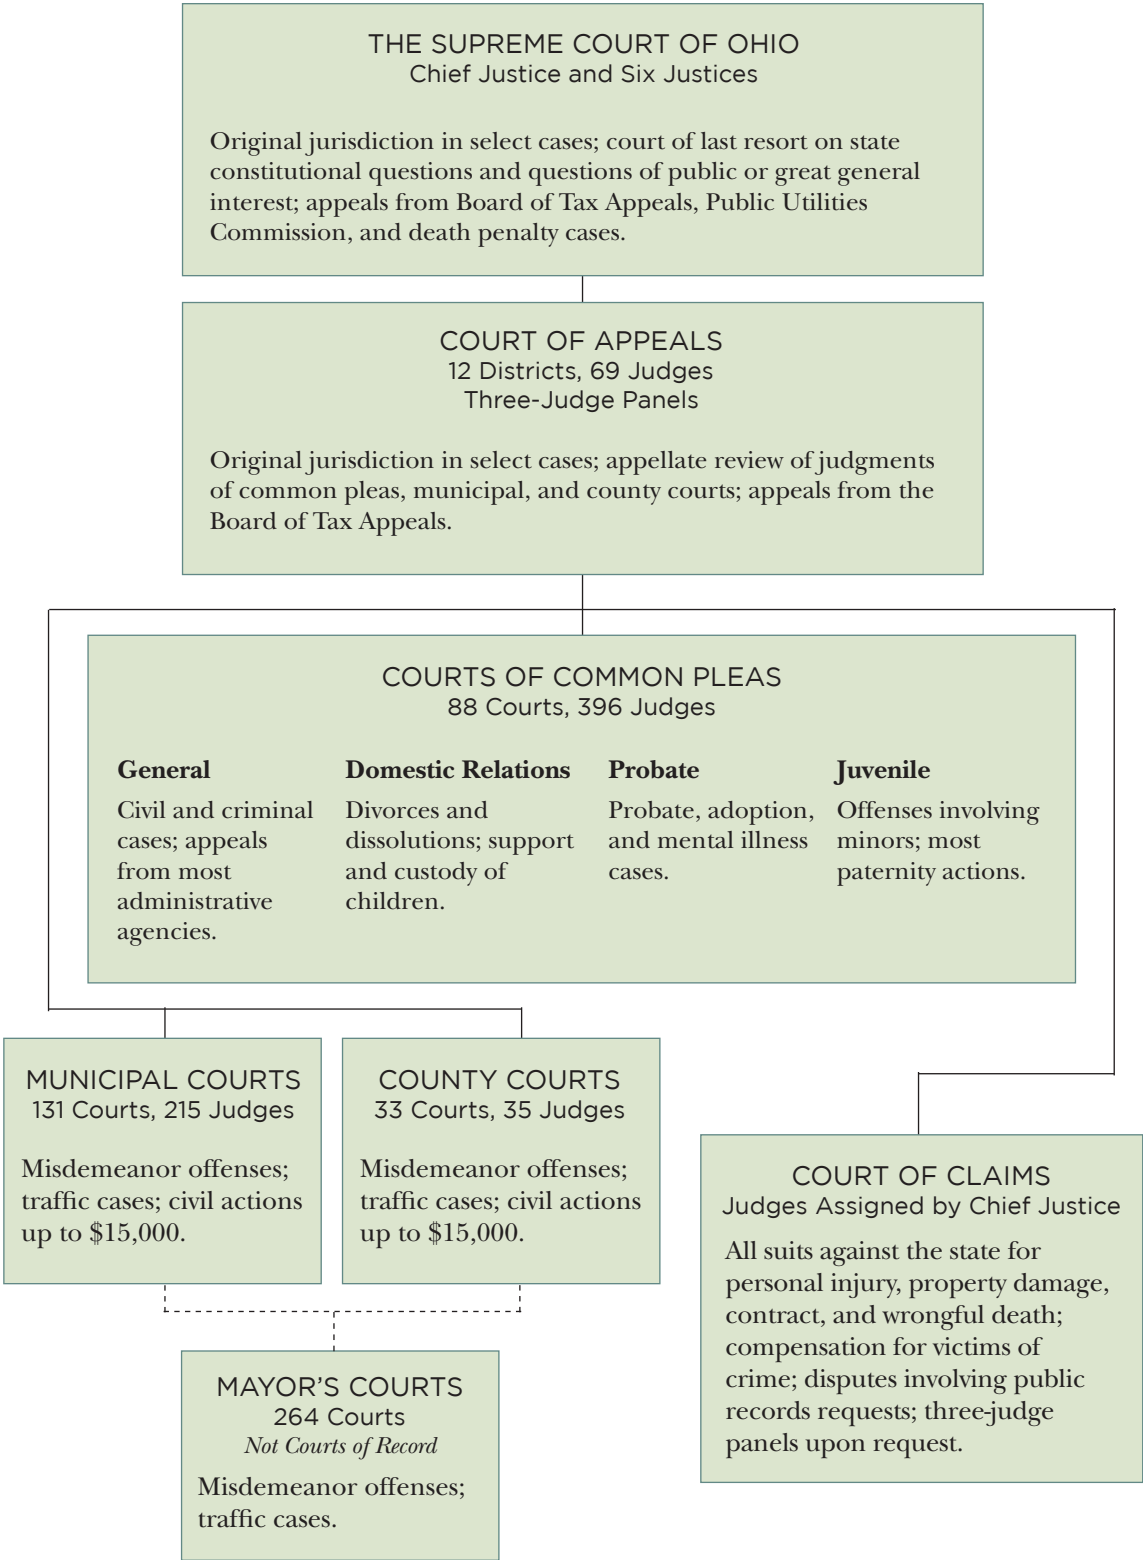 THE SUPREME COURT OF OHIO
Chief Justice and Six Justices
Original jurisdiction in select cases; court of last resort on state
constitutional questions and questions of public or great general
interest; appeals from Board of Tax Appeals, Public Utilities
Commission, and death penalty cases.
COURT OF APPEALS
12 Districts, 69 Judges
Three-Judge Panels
Original jurisdiction in select cases; appellate review of judgments
of common pleas, municipal, and county courts; appeals from the
Board of Tax Appeals.
COURTS OF COMMON PLEAS
88 Courts, 396 Judges
General
Civil and criminal
cases; appeals
from most
administrative
agencies.
Domestic Relations
Divorces and
dissolutions; support
and custody of
children.
Probate
Probate, adoption,
and mental illness
cases.
Juvenile
Offenses involving
minors; most
paternity actions.
MUNICIPAL COURTS
131 Courts, 215 Judges
Misdemeanor offenses;
traffic cases; civil actions
up to $15,000.
COUNTY COURTS
33 Courts, 35 Judges
Misdemeanor offenses;
traffic cases; civil actions
up to $15,000.
COURT OF CLAIMS
Judges Assigned by Chief Justice
All suits against the state for
personal injury, property damage,
contract, and wrongful death;
compensation for victims of
crime; disputes involving public
records requests; three-judge
panels upon request.
MAYOR’S COURTS
264 Courts
Not Courts of Record
Misdemeanor offenses;
traffic cases.